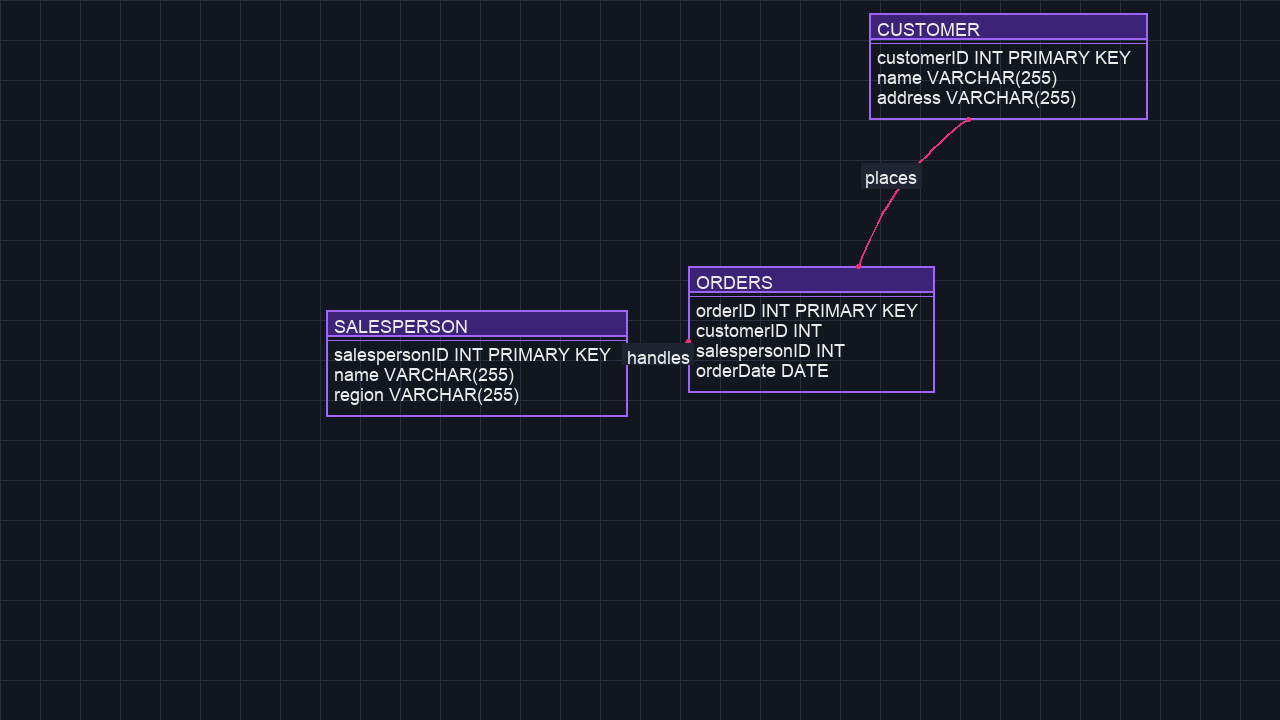 CUSTOMER
customerID INT PRIMARY KEY
name VARCHAR(255)
address VARCHAR(255)
places
ORDERS
orderID INT PRIMARY KEY
customerID INT
salespersonID INT
orderDate DATE
SALESPERSON
salespersonID INT PRIMARY KEY
name VARCHAR(255)
region VARCHAR(255)
handles